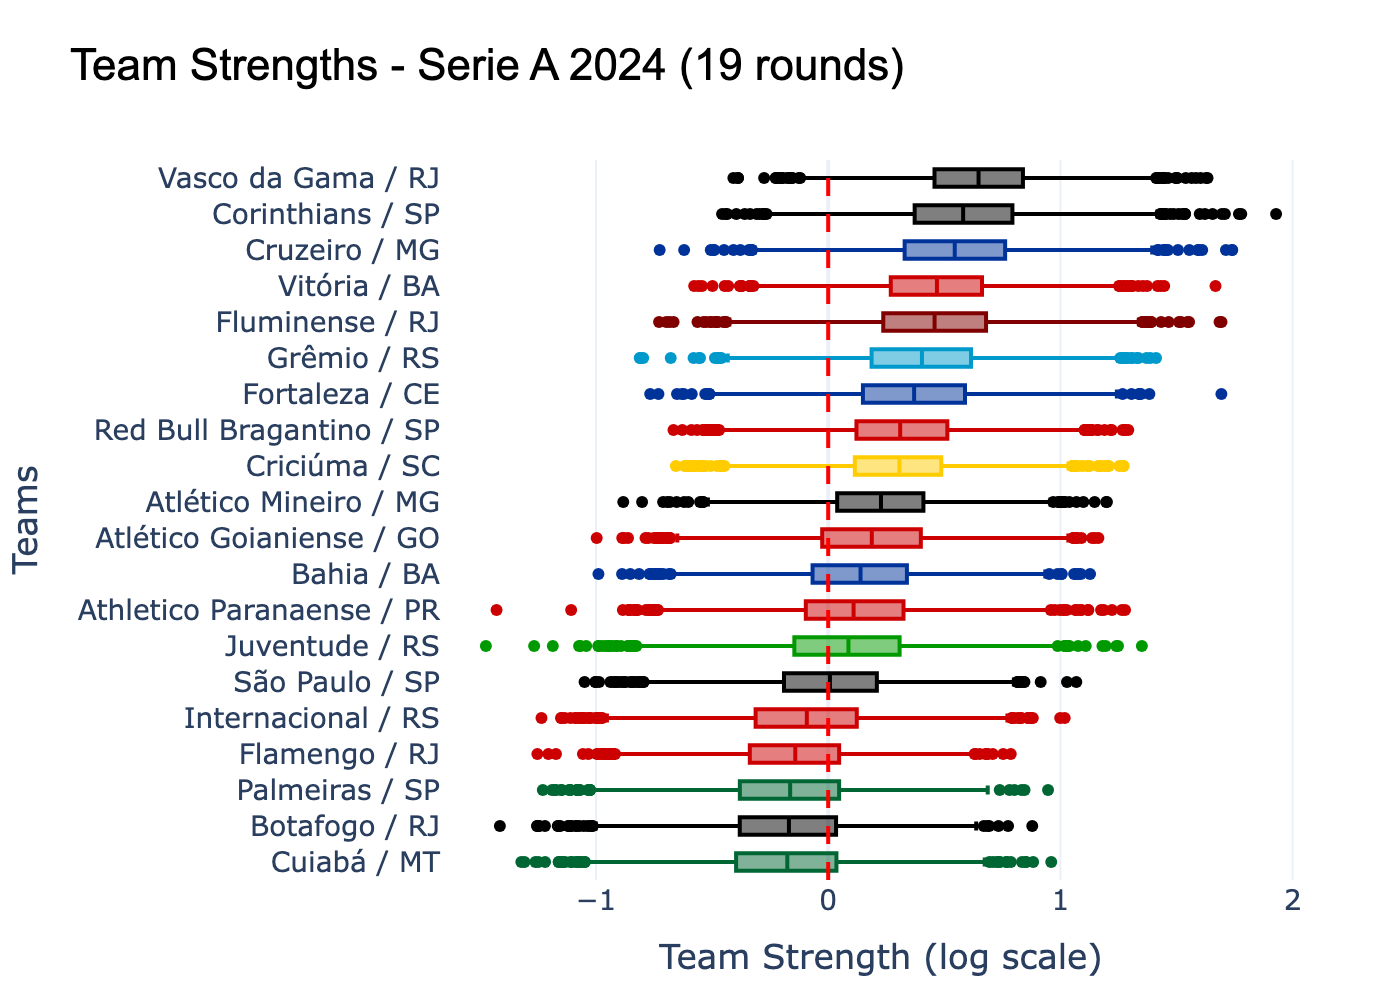 Team Strengths - Serie A 2024 (19 rounds)
Vasco da Gama / RJ
Corinthians / SP
Cruzeiro / MG
Vitória / BA
Fluminense / RJ
Grêmio / RS
Fortaleza / CE
Red Bull Bragantino / SP
Criciúma / SC
Atlético Mineiro / MG
Atlético Goianiense / GO
Bahia / BA
Athletico Paranaense / PR
Juventude / RS
São Paulo / SP
Internacional / RS
Flamengo / RJ
Palmeiras / SP
Botafogo / RJ
Cuiabá / MT
Teams
−1 0 1 2
Team Strength (log scale)